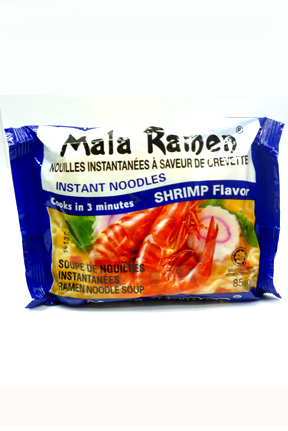 Mala Ramen®
NOUILLES INSTANTANÉES À SAVEUR DE CREVETTE
INSTANT NOODLES
Cooks in 3 minutes
SHRIMP Flavor
SOUPE DE NOUILLES
INSTANTANÉES
RAMEN NOODLE SOUP